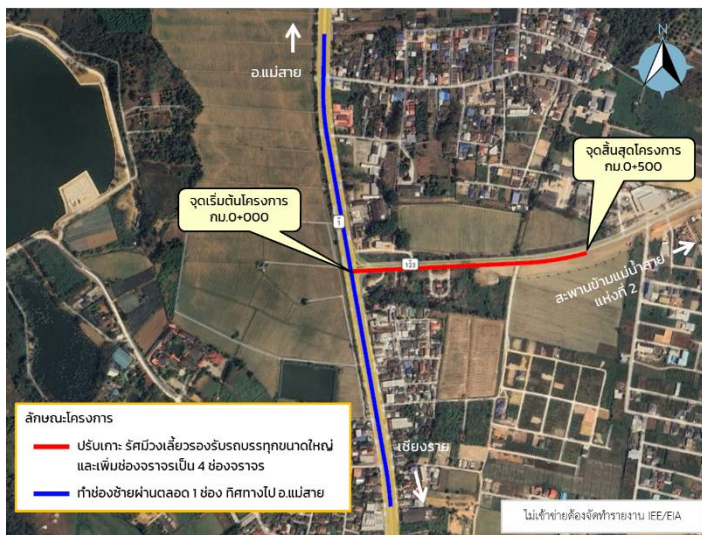 อ.แม่สาย
N
จุดสิ้นสุดโครงการ
กม.0+500
จุดเริ่มต้นโครงการ
กม.0+000
1
123
สะพานข้ามแม่น้ำสาย
แห่งที่ 2
เชียงราย
ลักษณะโครงการ
ปรับเกาะ รัศมีวงเลี้ยวรองรับรถบรรทุกขนาดใหญ่
และเพิ่มช่องจราจรเป็น 4 ช่องจราจร
ทำช่องซ้ายผ่านตลอด 1 ช่อง ทิศทางไป อ.แม่สาย
ไม่เข้าข่ายต้องจัดทำรายงาน IEE/EIA